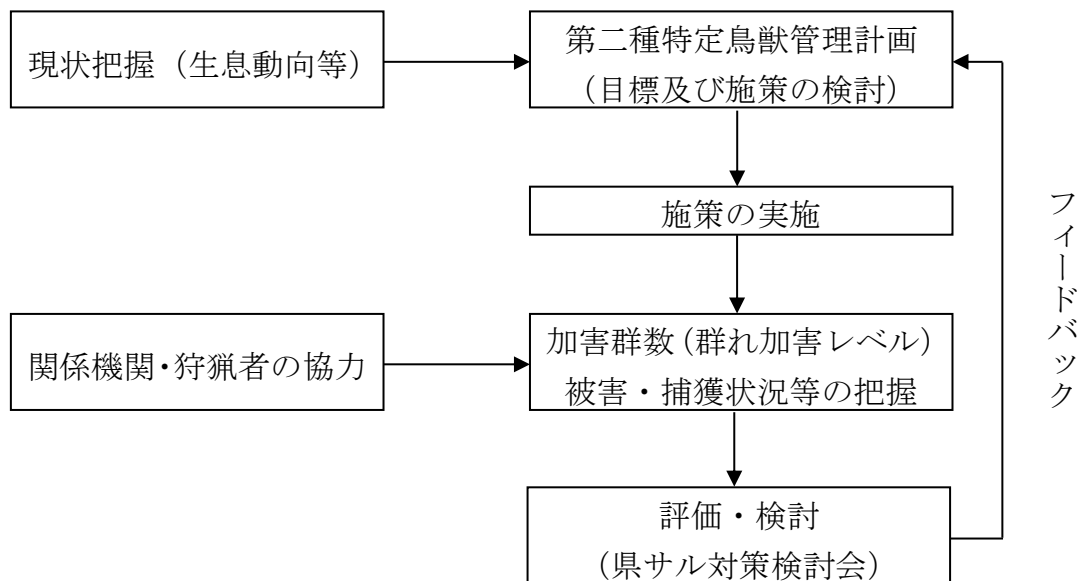 現状把握（生息動向等）
第二種特定鳥獣管理計画
（目標及び施策の検討）
施策の実施
関係機関・狩猟者の協力
加害群数（群れ加害レベル）
被害・捕獲状況等の把握
評価・検討
（県サル対策検討会）
フィードバック